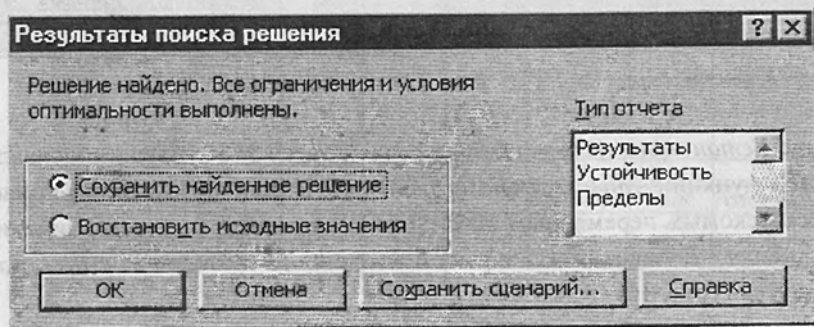 Результаты поиска решения
Решение найдено. Все ограничения и условия
оптимальности выполнены.
Тип отчета
Результаты
Устойчивость
Пределы
Сохранить найденное решение
Восстановить исходные значения
ОК
Отмена
Сохранить сценарий...
Справка